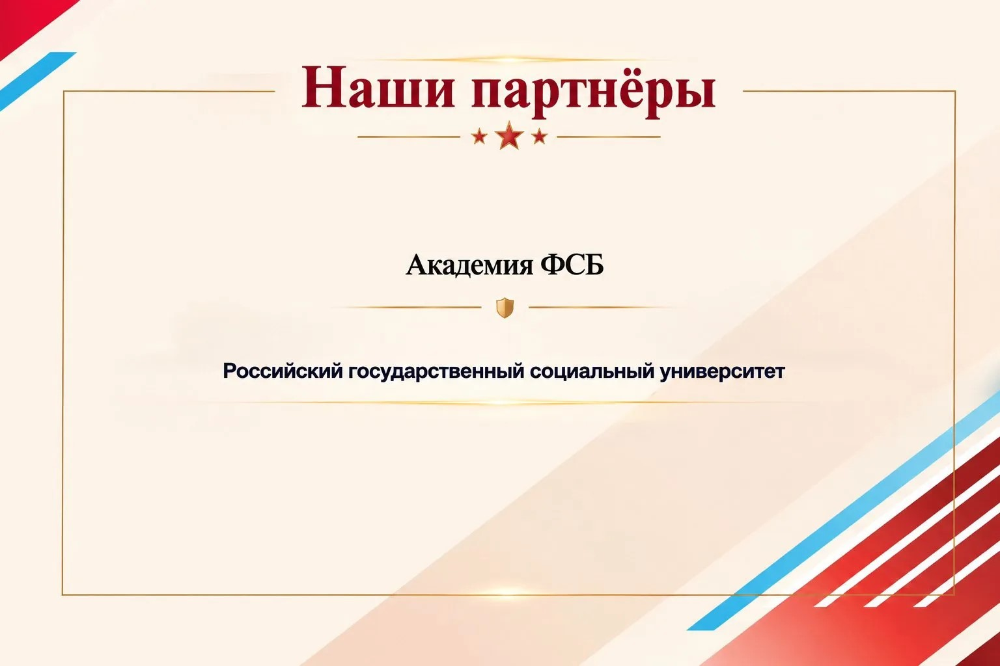 Наши партнёры
Академия ФСБ
Российский государственный социальный университет